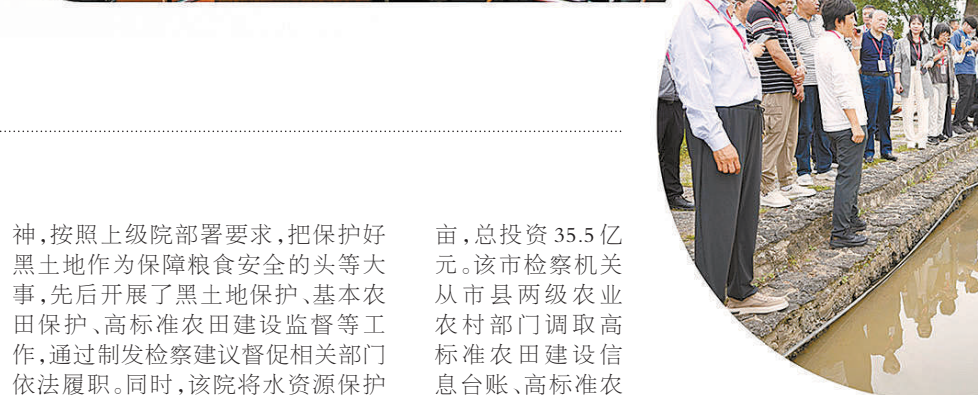 神,按照上级院部署要求,把保护好
黑土地作为保障粮食安全的头等大
事,先后开展了黑土地保护、基本农
田保护、高标准农田建设监督等工
作,通过制发检察建议督促相关部门
依法履职。同时,该院将水资源保护
亩,总投资35.5亿
元。该市检察机关
从市县两级农业
农村部门调取高
标准农田建设信
息台账、高标准农